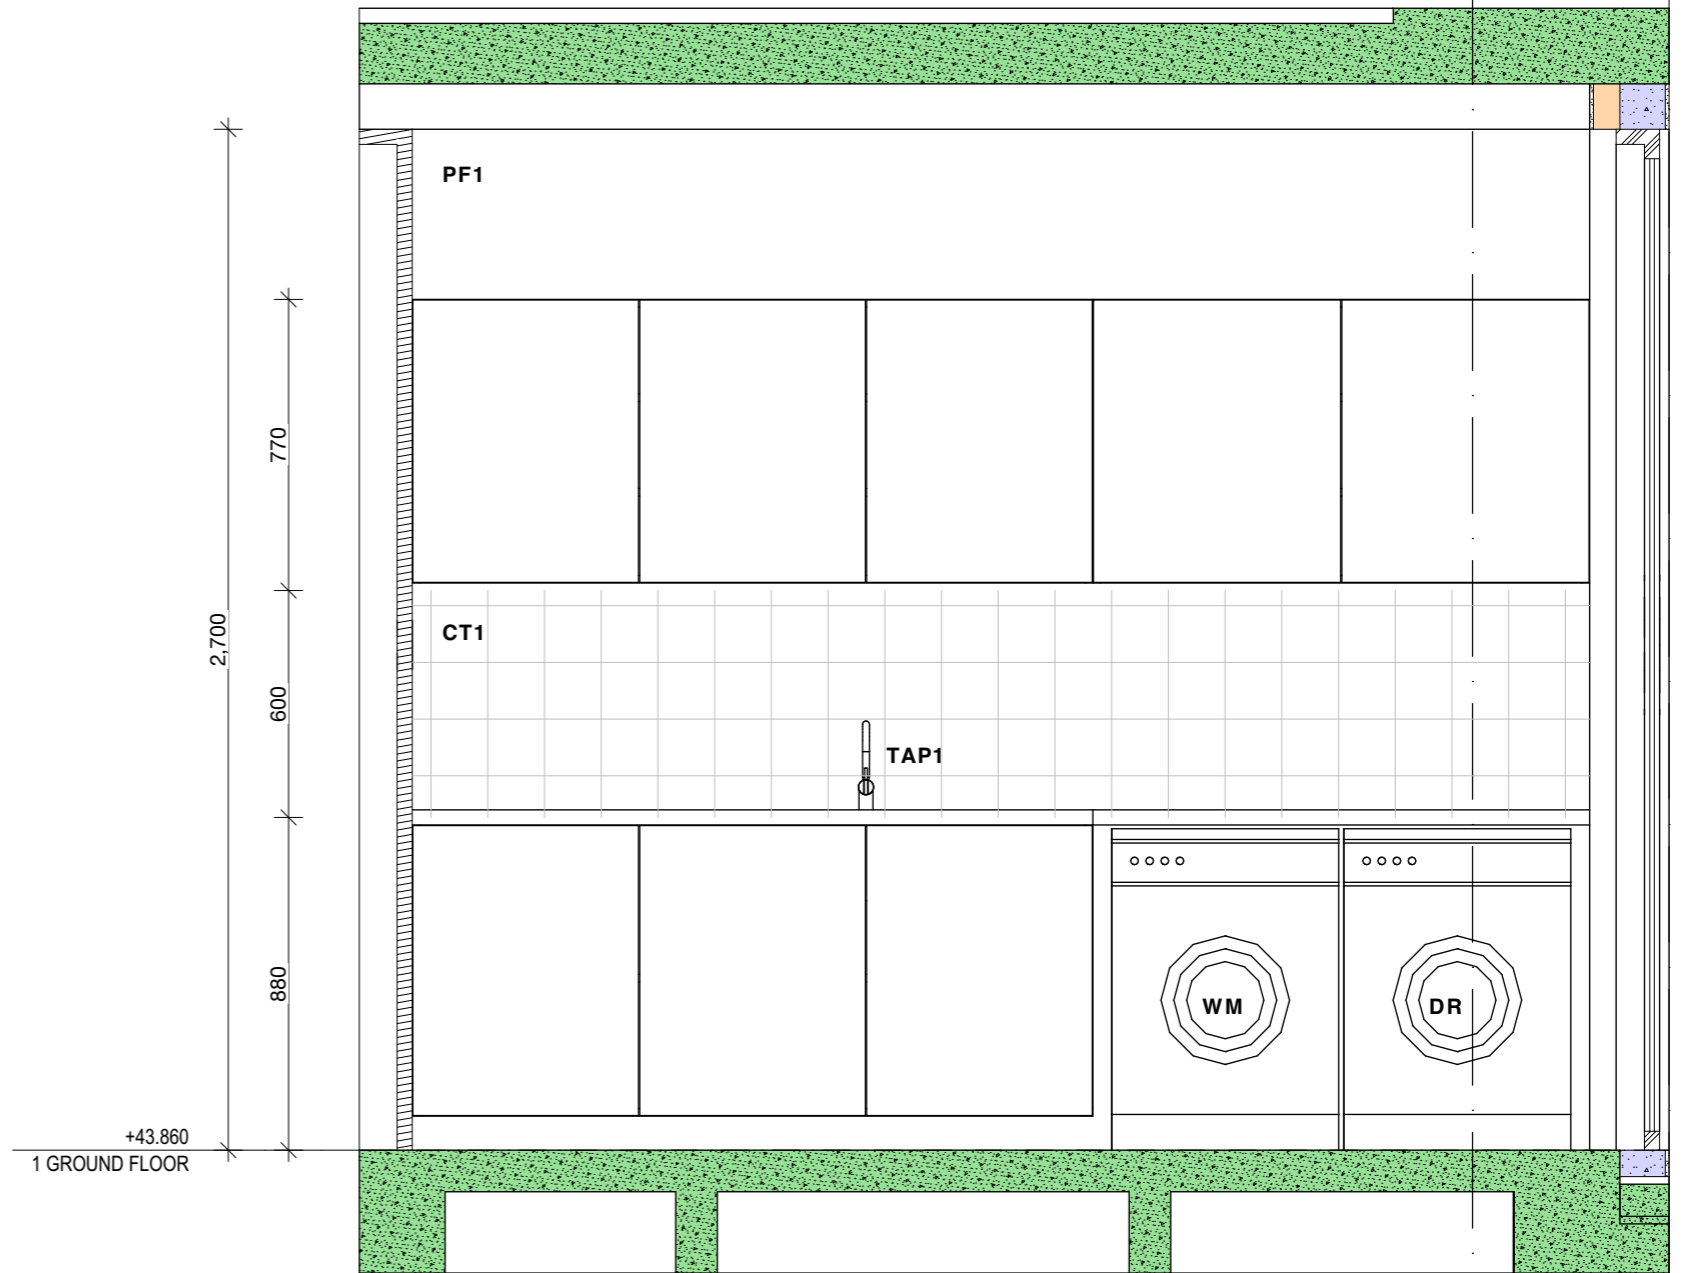 PF1
770
CT1
2,700
600
TAP1
880
WM
DR
+43.860
1 GROUND FLOOR